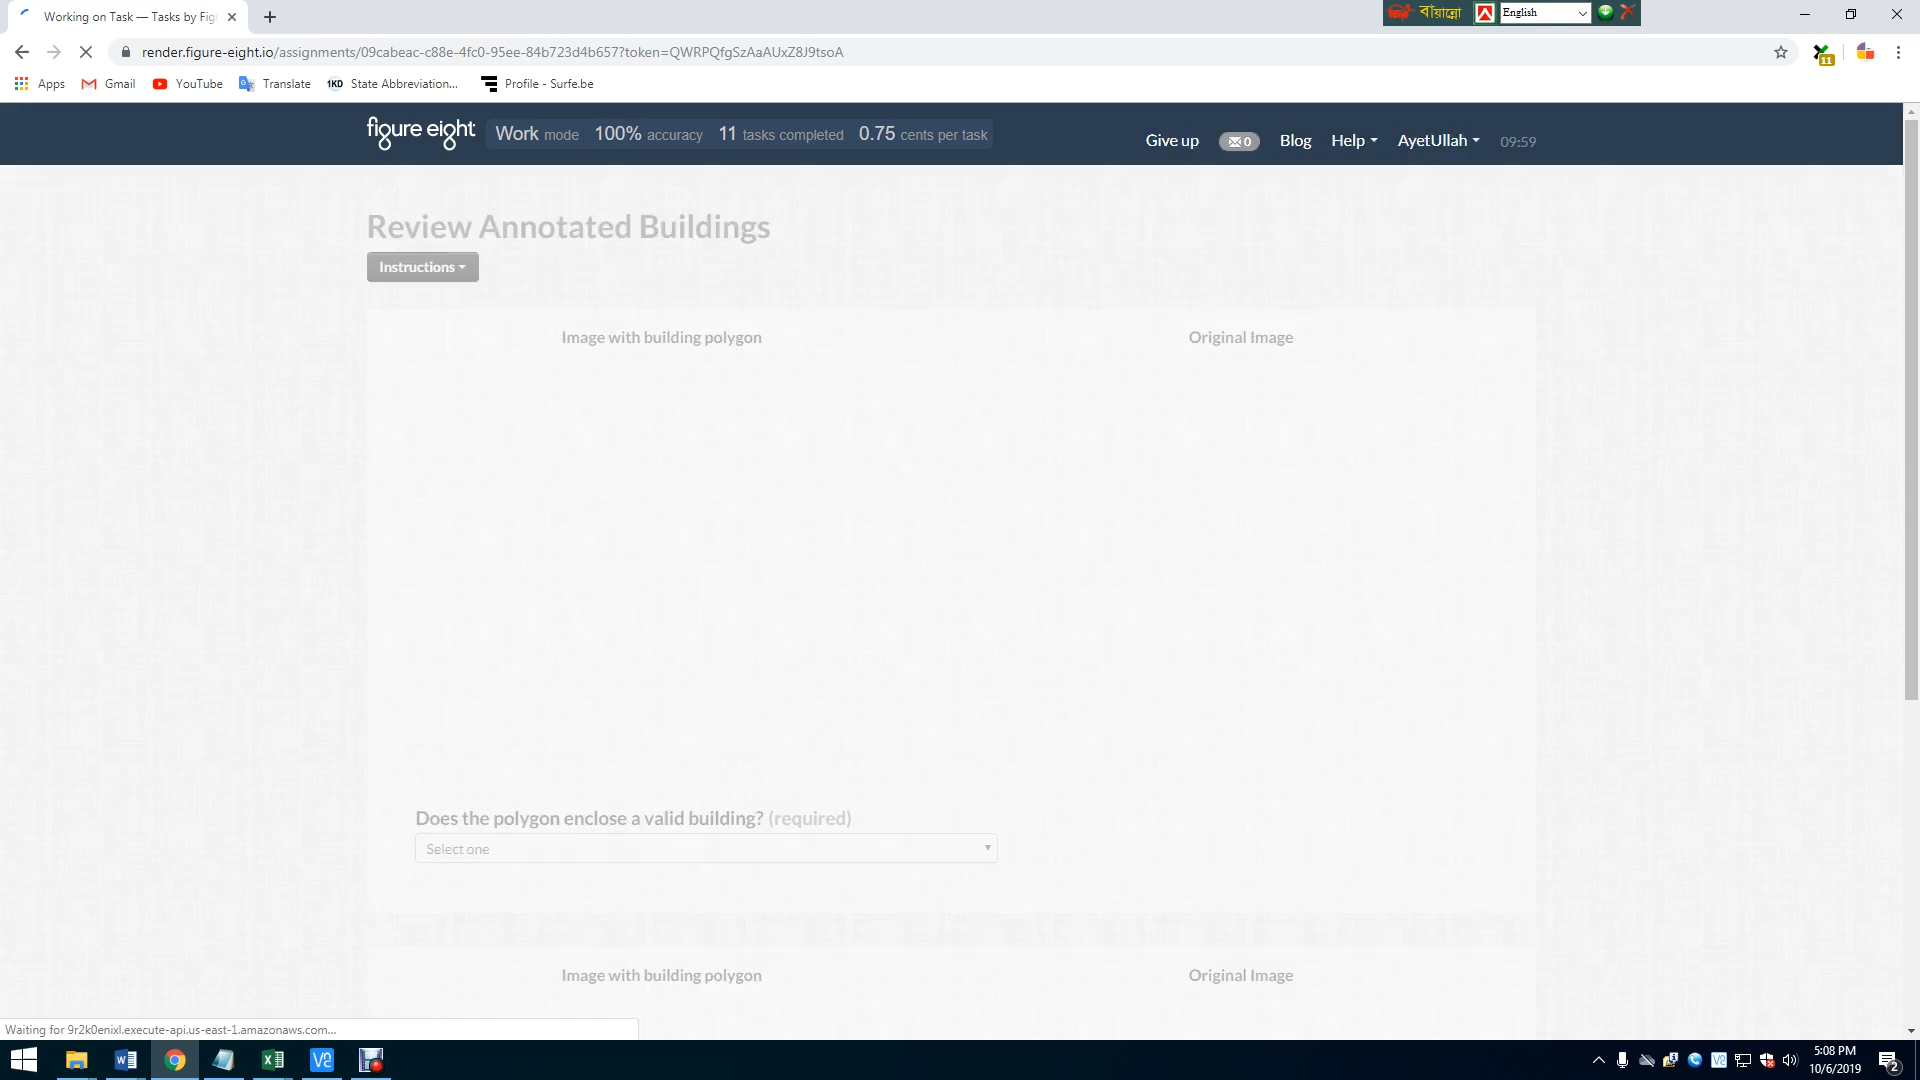 Working on Task — Tasks by Fig
বাঁয়ান্নো
English
render.figure-eight.io/assignments/09cabeac-c88e-4fc0-95ee-84b723d4b657?token=QWRPQfgSzAaAUxZ8J9tsoA
11
Apps
Gmail
YouTube
Translate
1KD State Abbreviation...
Profile - Surfe.be
figure eight
Work mode 100% accuracy 11 tasks completed 0.75 cents per task
Give up
0
Blog
Help
AyetUllah
09:59
Review Annotated Buildings
Instructions
Image with building polygon
Original Image
Does the polygon enclose a valid building? (required)
Select one
Image with building polygon
Original Image
Waiting for 9r2k0enixl.execute-api.us-east-1.amazonaws.com...
5:08 PM
10/6/2019
2